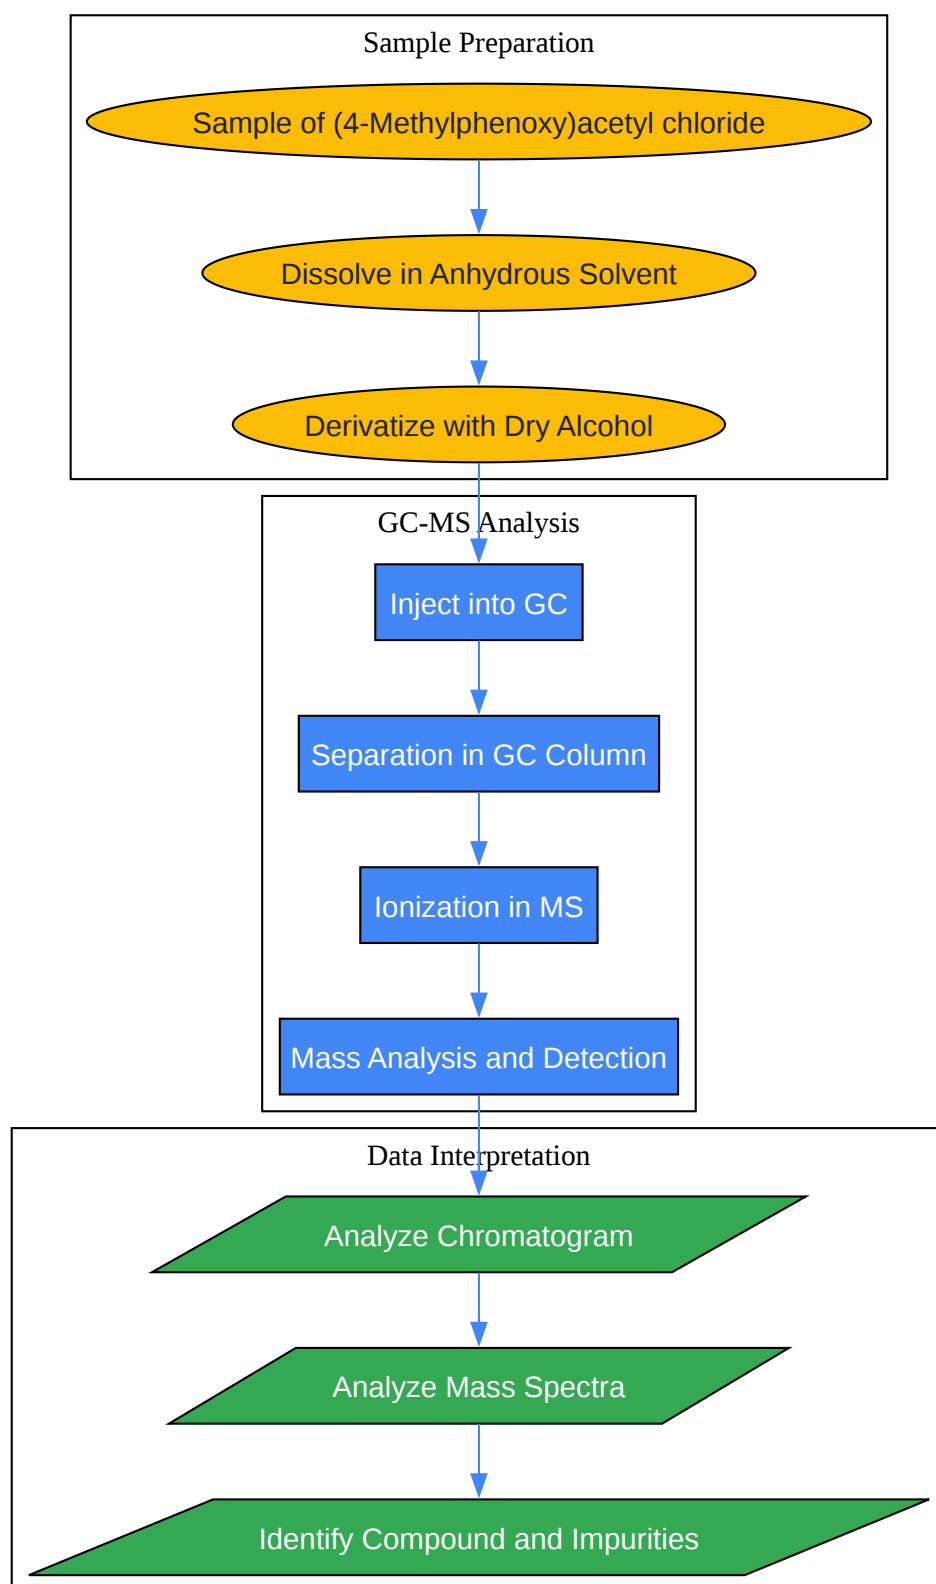 Sample Preparation
Sample of (4-Methylphenoxy)acetyl chloride
Dissolve in Anhydrous Solvent
Derivatize with Dry Alcohol
GC-MS Analysis
Inject into GC
Separation in GC Column
Ionization in MS
Mass Analysis and Detection
Data Interpretation
Analyze Chromatogram
Analyze Mass Spectra
Identify Compound and Impurities